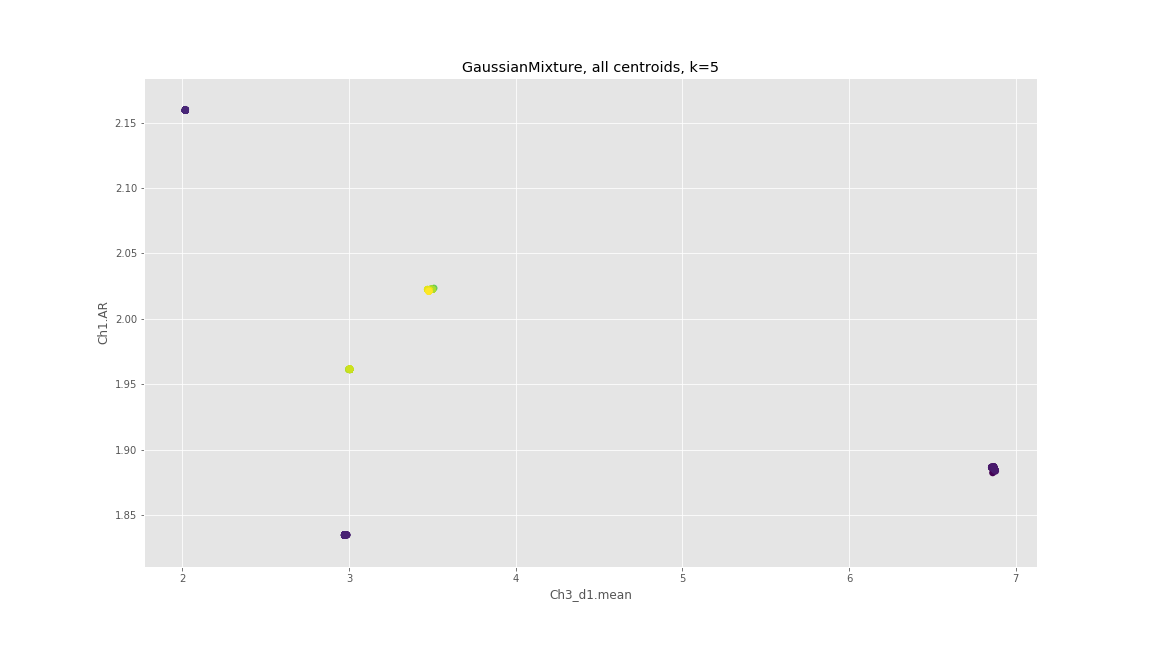 GaussianMixture, all centroids, k=5
2.15
2.10
2.05
2.00
1.95
1.90
1.85
Ch1.AR
2 3 4 5 6 7
Ch3_d1.mean